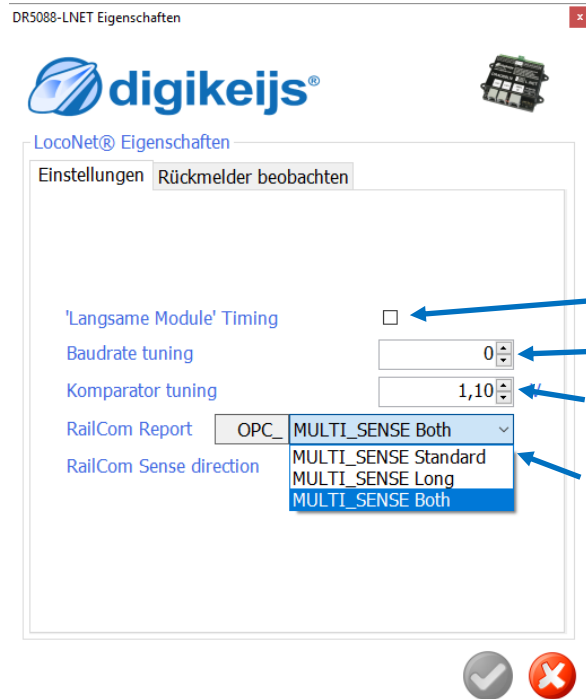 DR5088-LNET Eigenschaften
x
digikeijs®
LocoNet® Eigenschaften
Einstellungen Rückmelder beobachten
'Langsame Module' Timing
Baudrate tuning 0
Komparator tuning 1,10
RailCom Report OPC_ MULTI_SENSE Both
MULTI_SENSE Standard
RailCom Sense direction
MULTI_SENSE Long
MULTI_SENSE Both